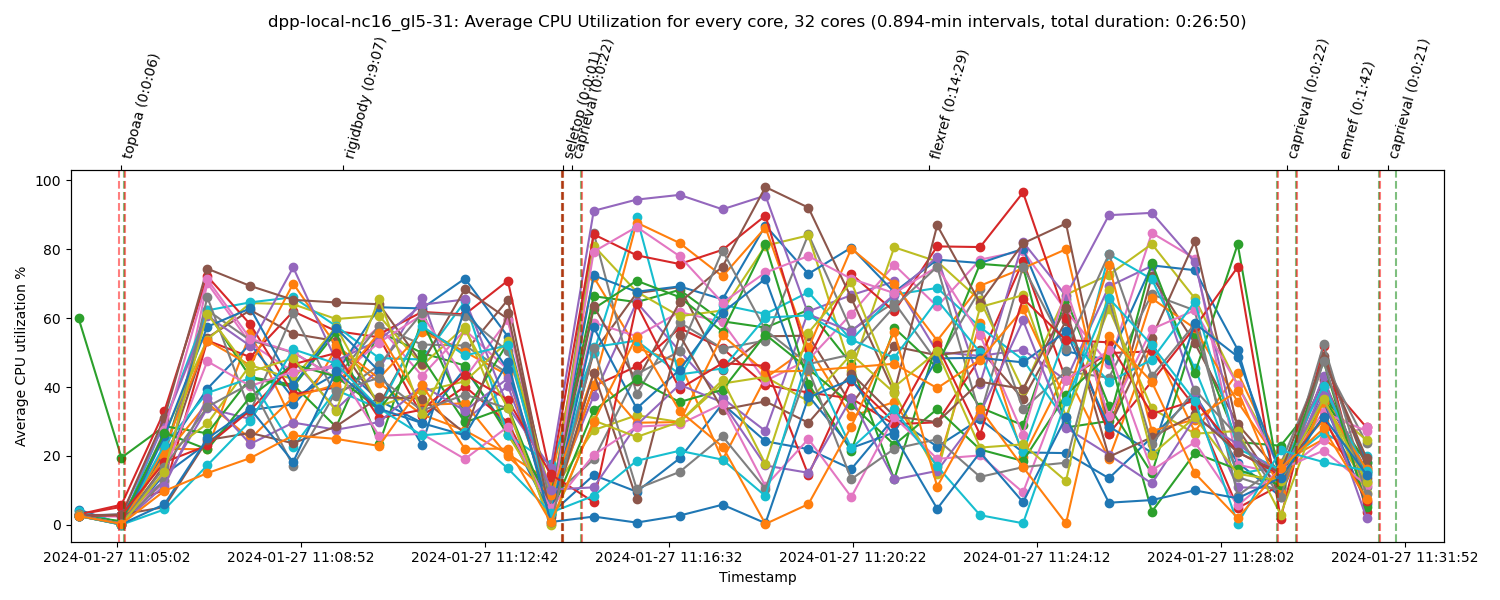 dpp-local-nc16_gl5-31: Average CPU Utilization for every core, 32 cores (0.894-min intervals, total duration: 0:26:50)
topoaa (0:0:06)
rigidbody (0:9:07)
seletop (0:0:01)
caprieval (0:0:22)
flexref (0:14:29)
caprieval (0:0:22)
emref (0:1:42)
caprieval (0:0:21)
Average CPU utilization %
100
80
60
40
20
0
2024-01-27 11:05:02
2024-01-27 11:08:52
2024-01-27 11:12:42
2024-01-27 11:16:32
2024-01-27 11:20:22
2024-01-27 11:24:12
2024-01-27 11:28:02
2024-01-27 11:31:52
Timestamp